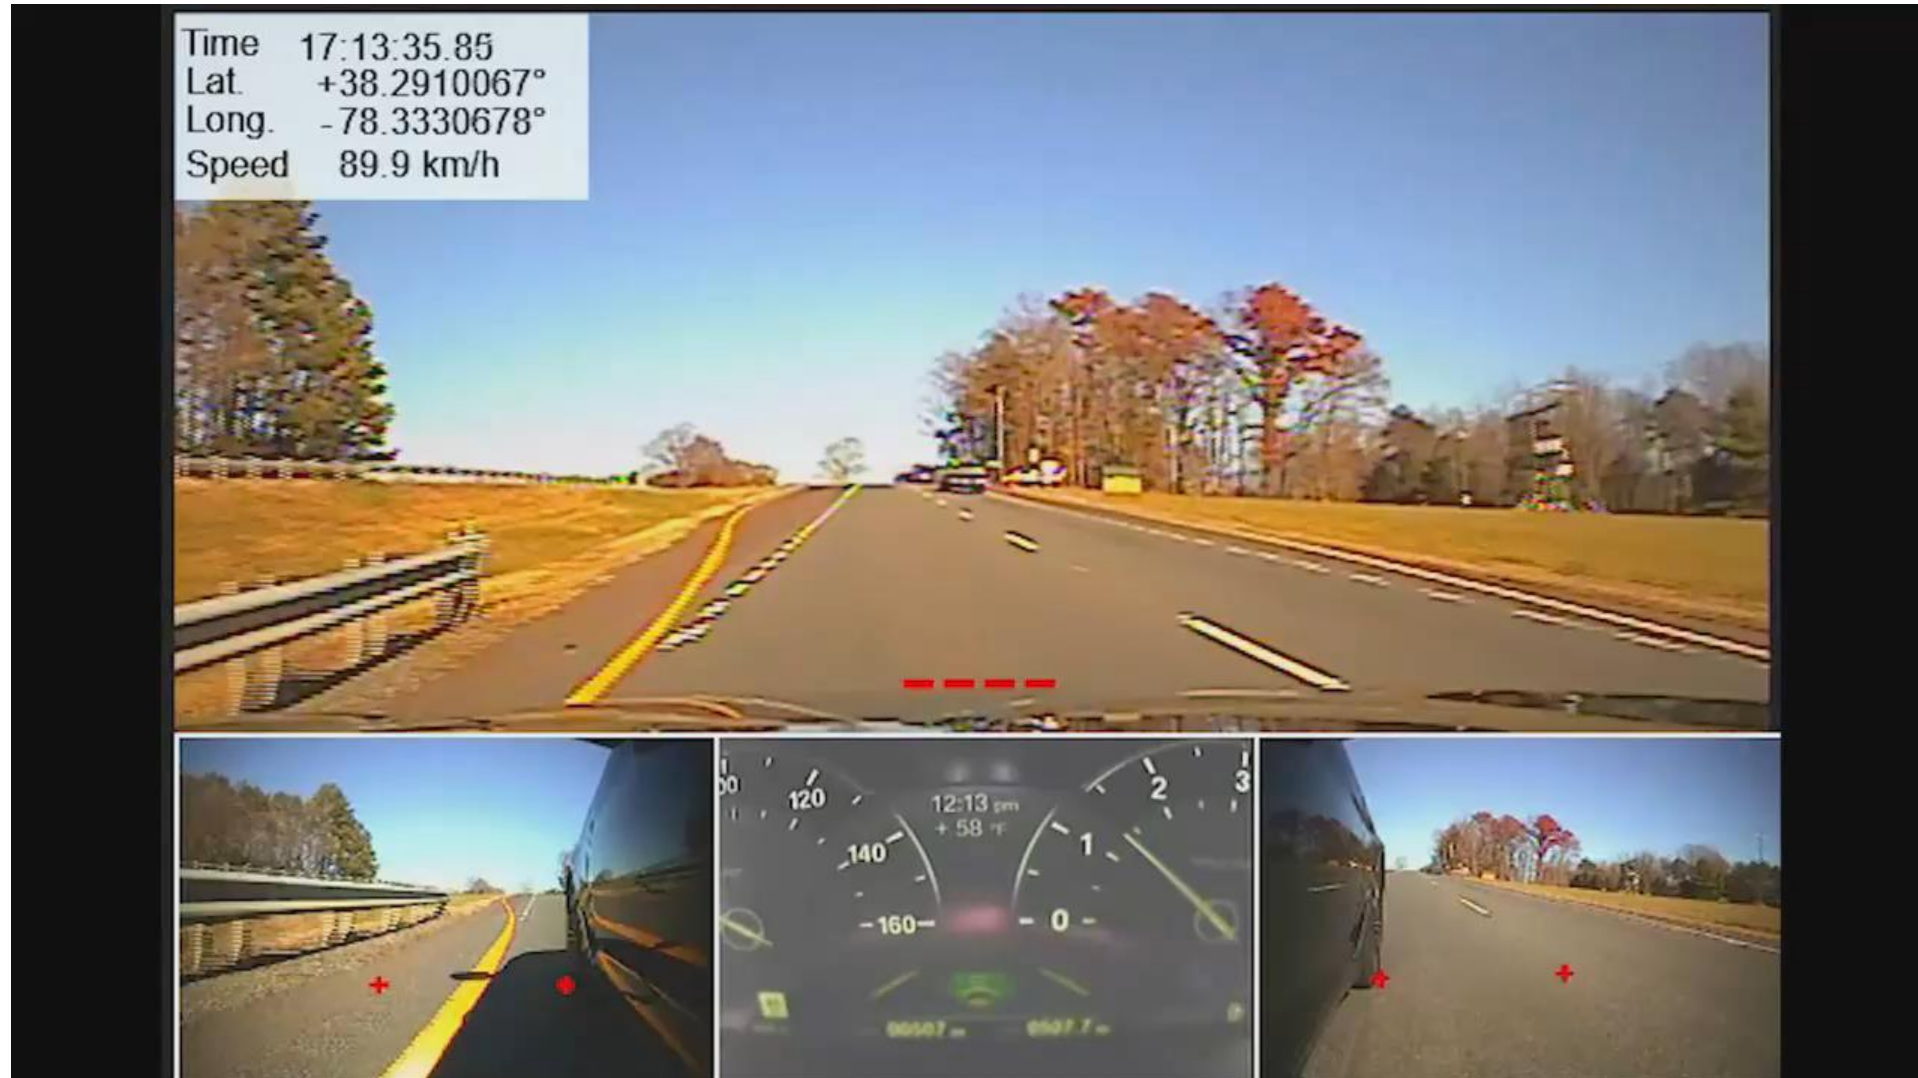 Time 17:13:35.85
Lat. +38.2910067°
Long. -78.3330678°
Speed 89.9 km/h
120
140
-160-
12:13 pm
+ 58 °F
3
2
1
- 0 -